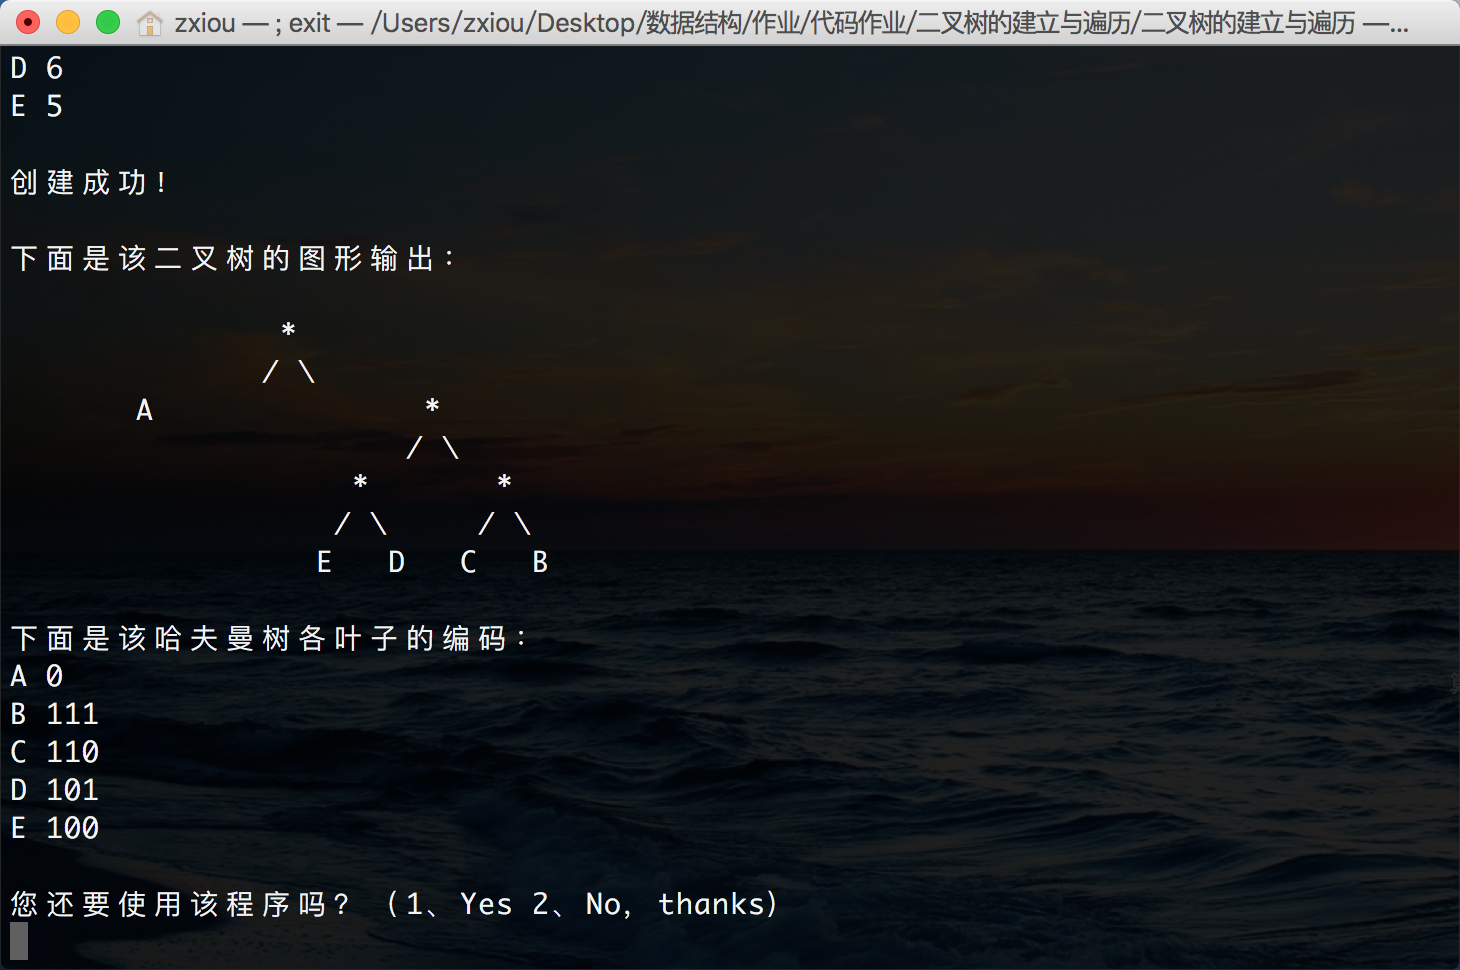 zxiou — ; exit — /Users/zxiou/Desktop/数据结构/作业/代码作业/二叉树的建立与遍历/二叉树的建立与遍历 —...
D 6
E 5
创建成功!
下面是该二叉树的图形输出:
*
/ \
A *
/ \
* *
/ \ / \
E D C B
下面是该哈夫曼树各叶子的编码:
A 0
B 111
C 110
D 101
E 100
您还要使用该程序吗? (1、Yes 2、No, thanks)